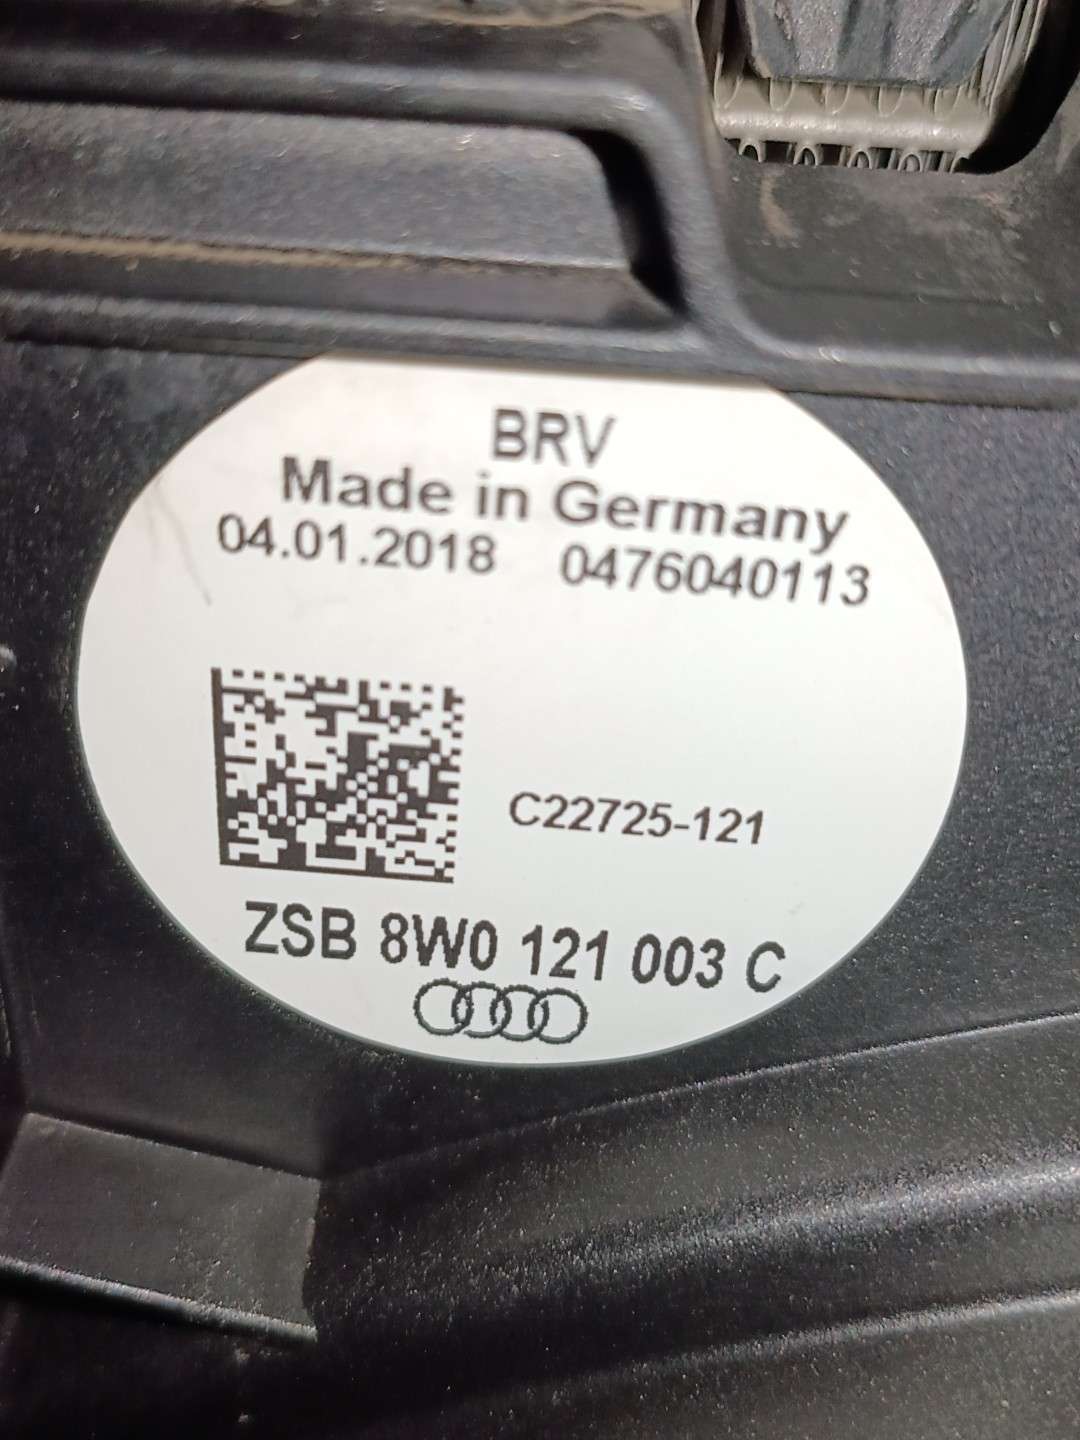 BRV
Made in Germany
04.01.2018 0476040113
C22725-121
ZSB 8W0 121 003 C